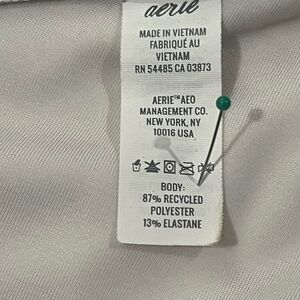 aerie
MADE IN VIETNAM
FABRIQUÉ AU
VIETNAM
RN 54485 CA 03873
AERIE™AEO
MANAGEMENT CO.
NEW YORK, NY
10016 USA
BODY:
87% RECYCLED
POLYESTER
13% ELASTANE